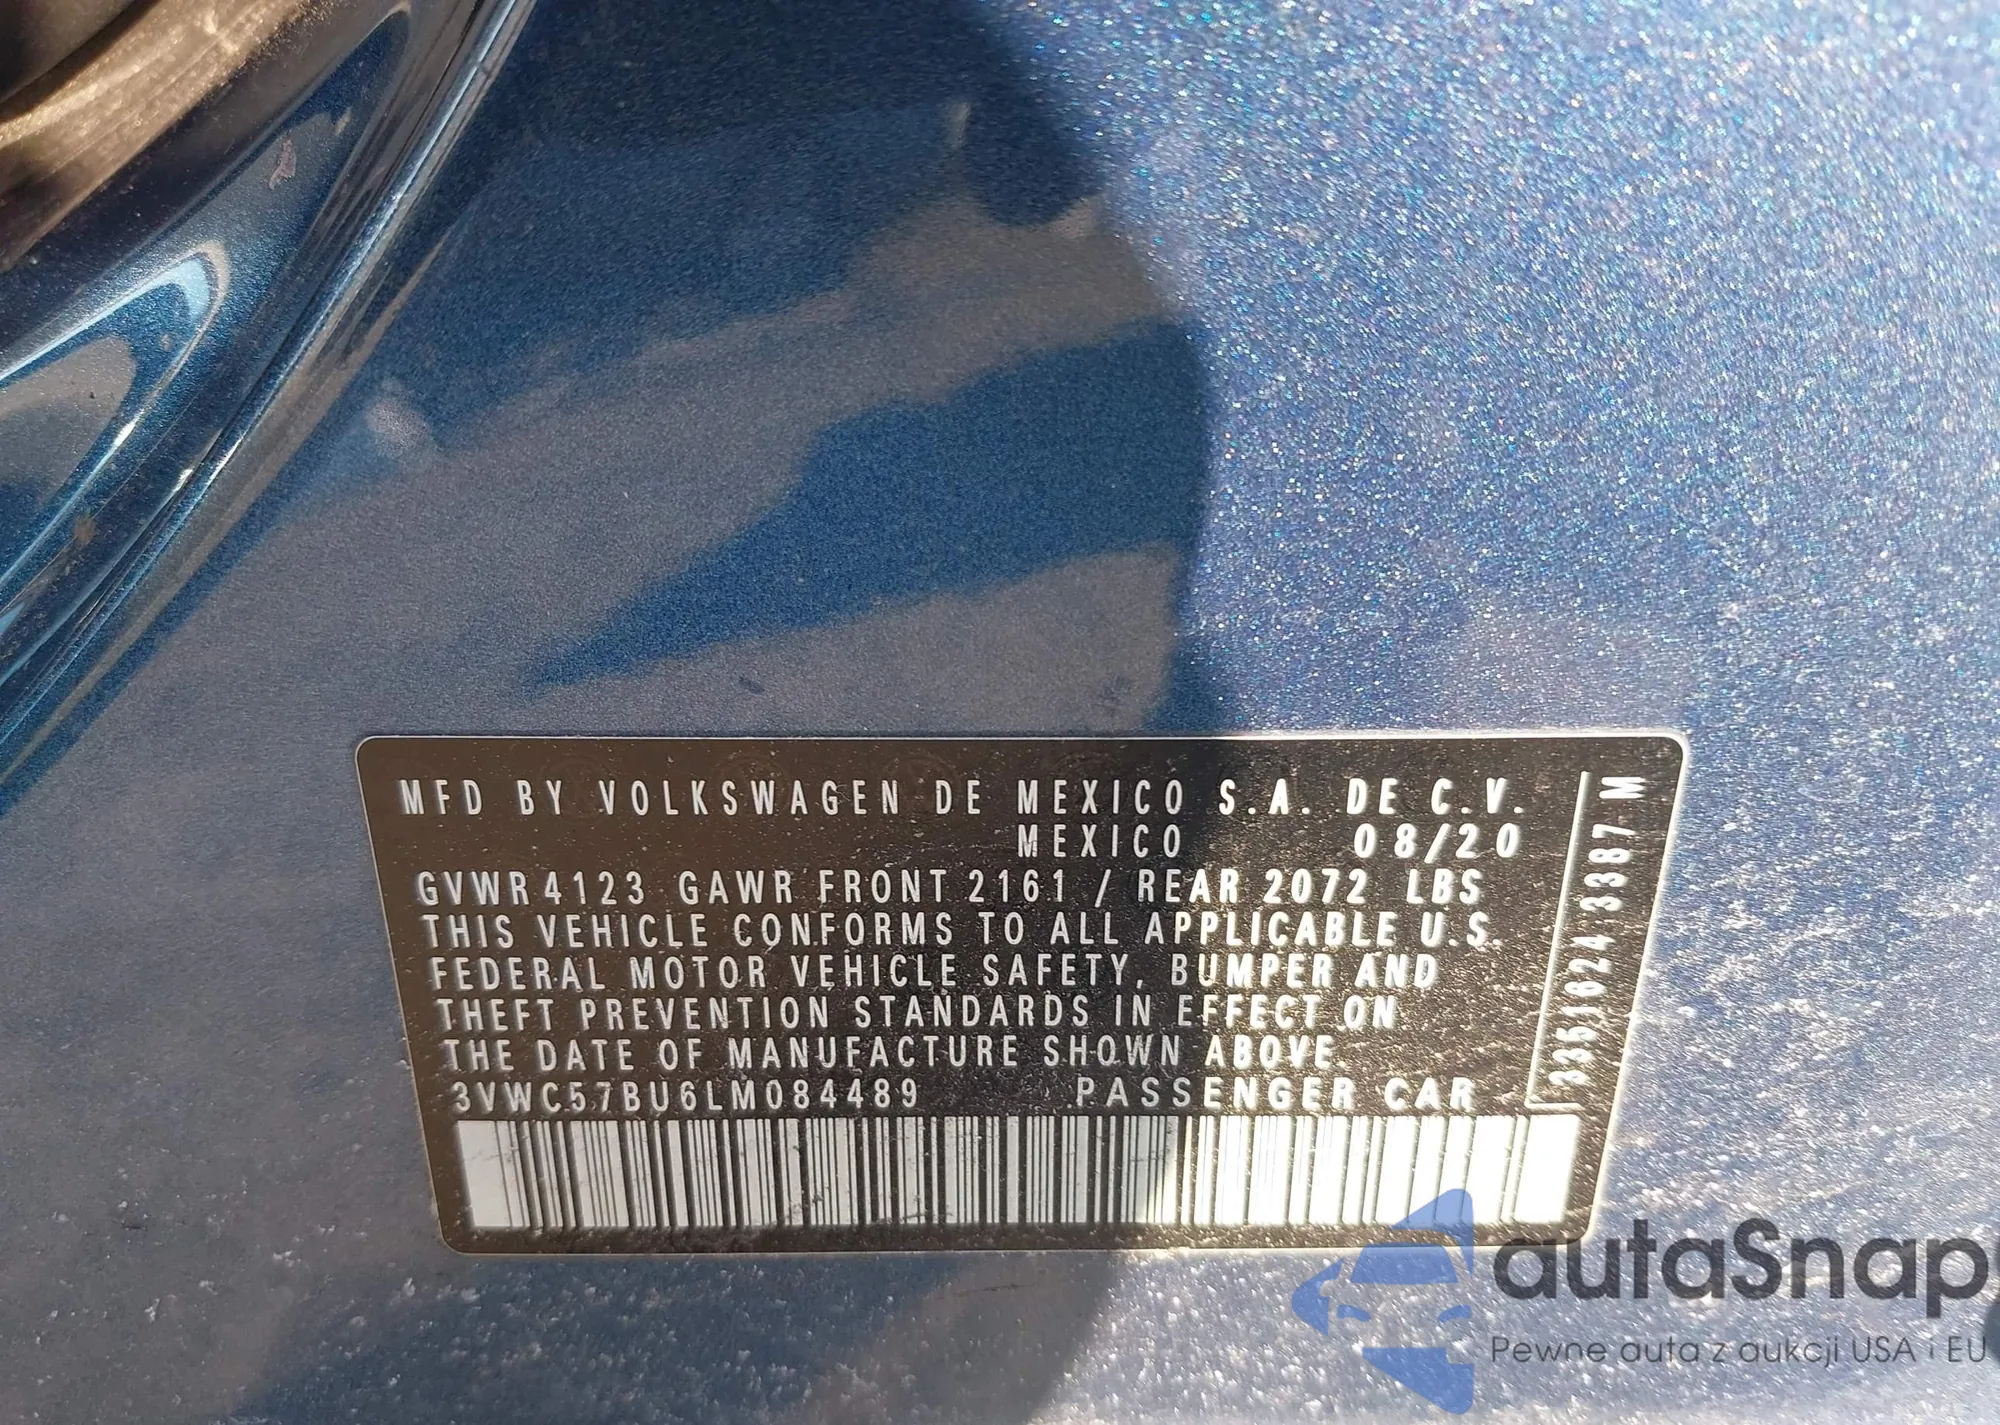 MFD BY VOLKSWAGEN DE MEXICO S.A. DE C.V.
MEXICO 08/20
GVWR 4123 GAWR FRONT 2161 / REAR 2072 LBS
THIS VEHICLE CONFORMS TO ALL APPLICABLE U.S.
FEDERAL MOTOR VEHICLE SAFETY, BUMPER AND
THEFT PREVENTION STANDARDS IN EFFECT ON
THE DATE OF MANUFACTURE SHOWN ABOVE.
3VWC57BU6LM084489 PASSENGER CAR
3351624 3387 M
autaSnap
Pewne auta z aukcji USA i EU